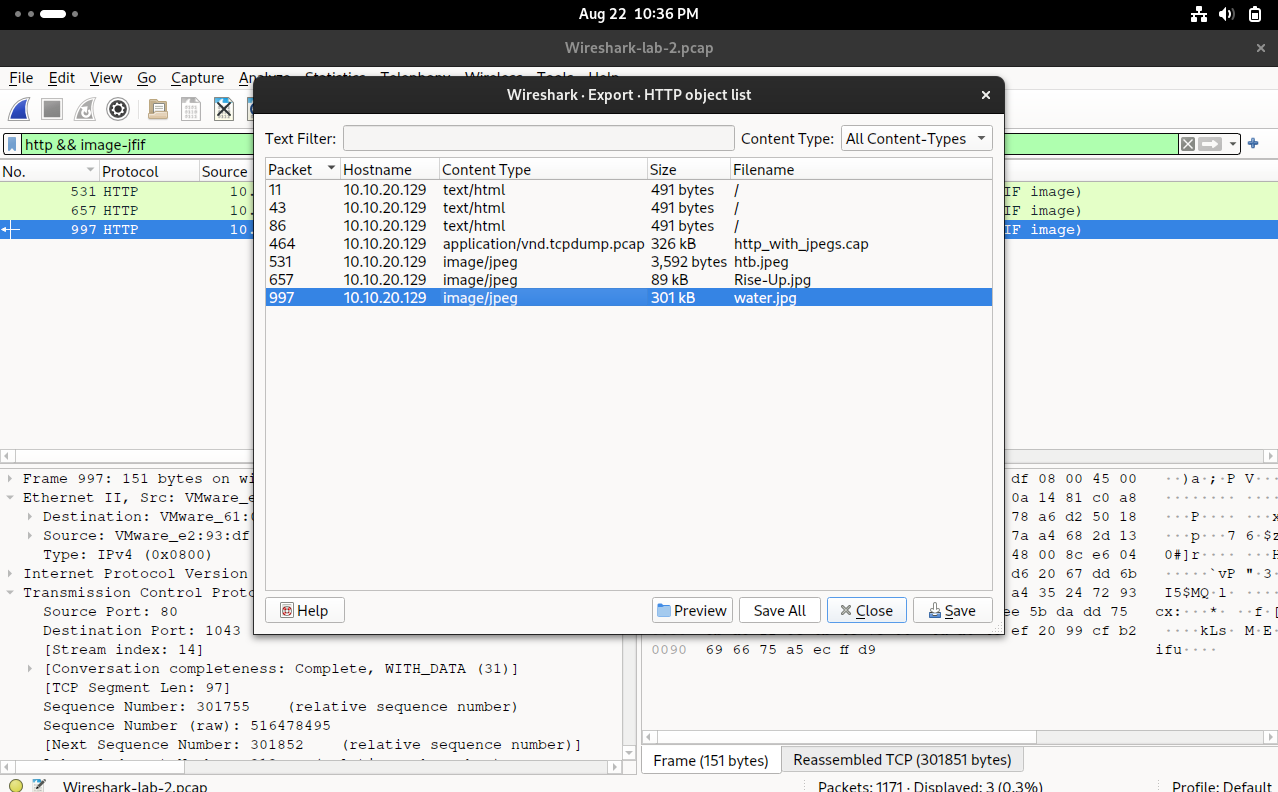 Aug 22  10:36 PM
Wireshark-lab-2.pcap
File Edit View Go Capture
Wireshark · Export · HTTP object list
Text Filter: Content Type: All Content-Types
http && image-jfif
No. Protocol Source
531 HTTP 10. IF image)
657 HTTP 10. IF image)
997 HTTP 10. IF image)
Packet Hostname Content Type Size Filename
11 10.10.20.129 text/html 491 bytes /
43 10.10.20.129 text/html 491 bytes /
86 10.10.20.129 text/html 491 bytes /
464 10.10.20.129 application/vnd.tcpdump.pcap 326 kB http_with_jpegs.cap
531 10.10.20.129 image/jpeg 3,592 bytes htb.jpeg
657 10.10.20.129 image/jpeg 89 kB Rise-Up.jpg
997 10.10.20.129 image/jpeg 301 kB water.jpg
Help Preview Save All Close Save
Frame 997: 151 bytes on wi
Ethernet II, Src: VMware_e
Destination: VMware_61:
Source: VMware_e2:93:df
Type: IPv4 (0x0800)
Internet Protocol Version
Transmission Control Proto
Source Port: 80
Destination Port: 1043
[Stream index: 14]
[Conversation completeness: Complete, WITH_DATA (31)]
[TCP Segment Len: 97]
Sequence Number: 301755    (relative sequence number)
Sequence Number (raw): 516478495
[Next Sequence Number: 301852    (relative sequence number)]
df 08 00 45 00 ··)a·;·P V····
0a 14 81 c0 a8
78 a6 d2 50 18
7a a4 68 2d 13
48 00 8c e6 04
d6 20 67 dd 6b
a4 35 24 72 93
ee 5b da dd 75
ef 20 99 cf b2
0090 69 66 75 a5 ec ff d9 ifu····
Frame (151 bytes) Reassembled TCP (301851 bytes)
Wireshark-lab-2.pcap Packets: 1171 · Displayed: 3 (0.3%) Profile: Default